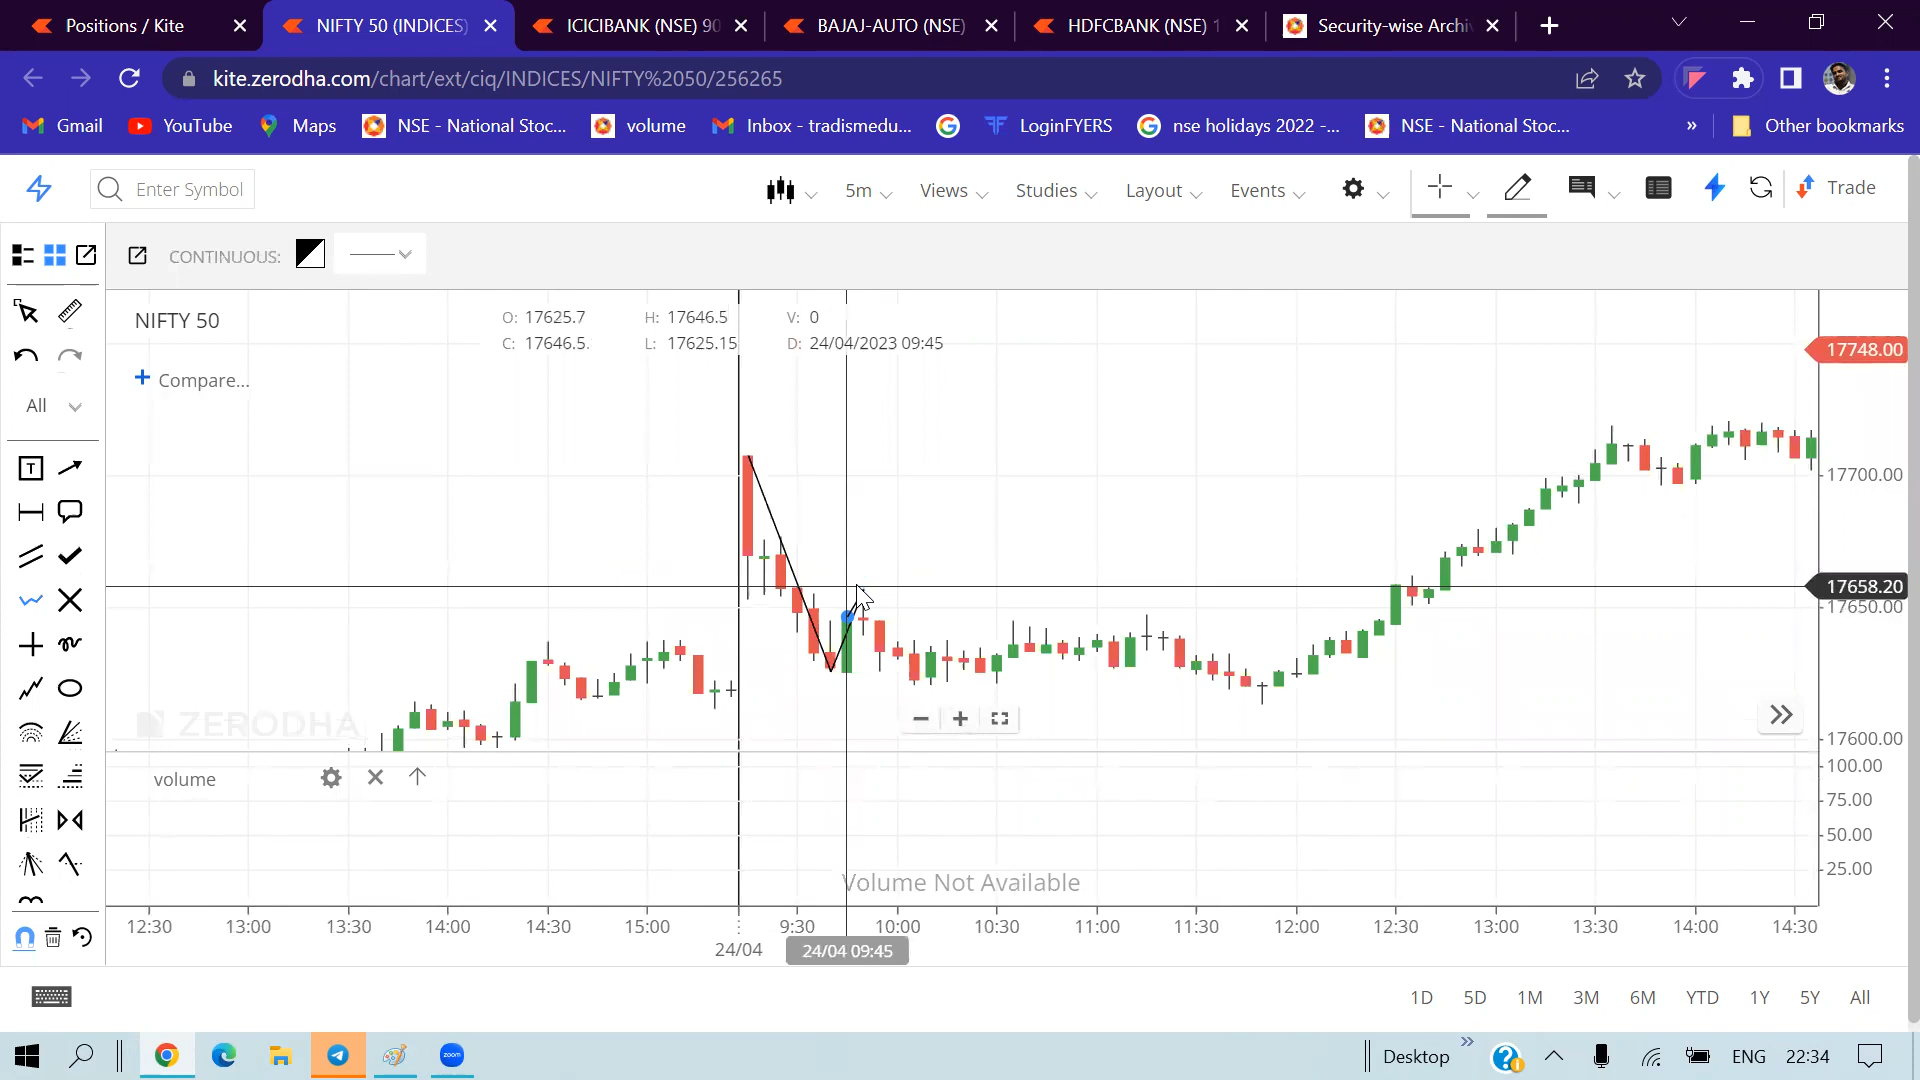 Positions / Kite
NIFTY 50 (INDICES)
ICICIBANK (NSE) 90
BAJAJ-AUTO (NSE)
HDFCBANK (NSE) 1
Security-wise Archi
kite.zerodha.com/chart/ext/ciq/INDICES/NIFTY%2050/256265
Gmail
YouTube
Maps
NSE - National Stoc...
volume
Inbox - tradismedu...
LoginFYERS
nse holidays 2022 -...
NSE - National Stoc...
»
Other bookmarks
Enter Symbol
5m
Views
Studies
Layout
Events
Trade
CONTINUOUS:
NIFTY 50
O: 17625.7
H: 17646.5
V: 0
C: 17646.5.
L: 17625.15
D: 24/04/2023 09:45
Compare...
All
T
17748.00
17700.00
17658.20
17650.00
17600.00
ZERODHA
volume
100.00
75.00
50.00
25.00
Volume Not Available
12:30
13:00
13:30
14:00
14:30
15:00
9:30
10:00
10:30
11:00
11:30
12:00
12:30
13:00
13:30
14:00
14:30
24/04
24/04 09:45
1D
5D
1M
3M
6M
YTD
1Y
5Y
All
zoom
Desktop
»
ENG
22:34